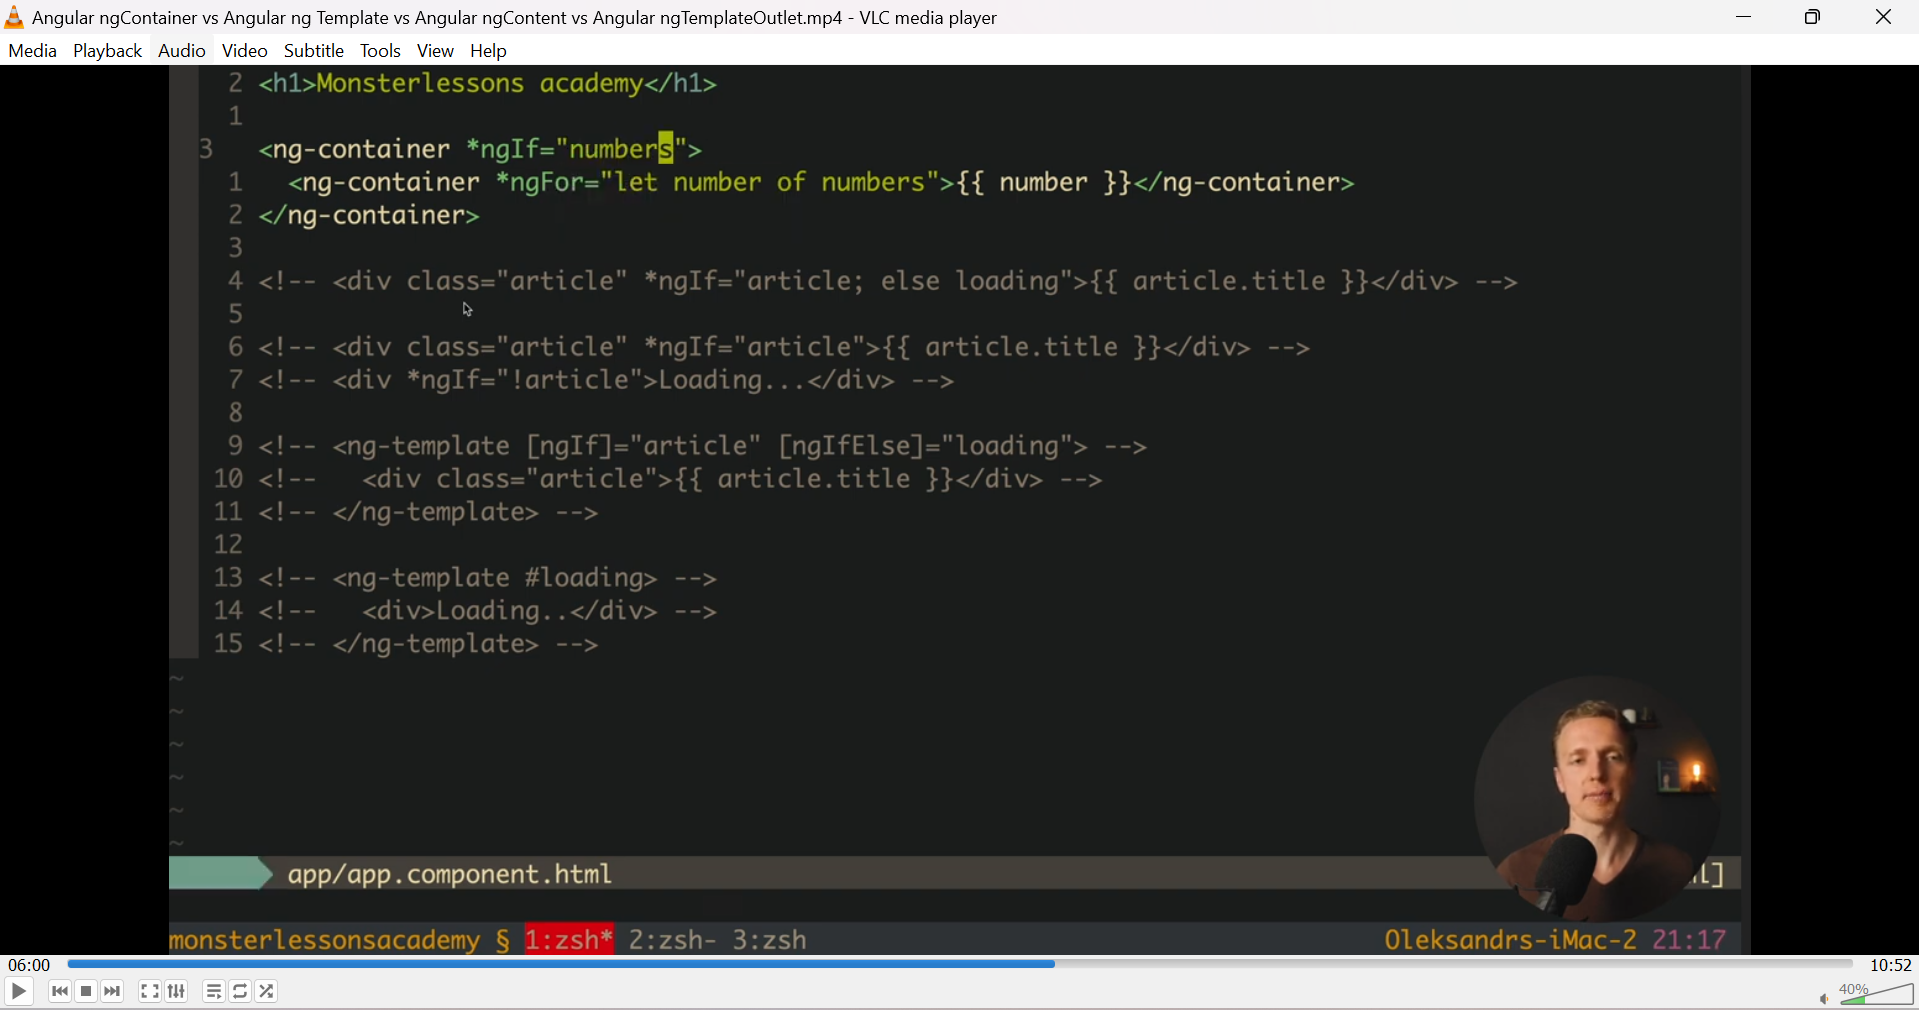 Angular ngContainer vs Angular ng Template vs Angular ngContent vs Angular ngTemplateOutlet.mp4 - VLC media player
Media Playback Audio Video Subtitle Tools View Help
2 <h1>Monsterlessons academy</h1>
1
3 <ng-container *ngIf="numbers">
1 <ng-container *ngFor="let number of numbers">{{ number }}</ng-container>
2 </ng-container>
3
4 <!-- <div class="article" *ngIf="article; else loading">{{ article.title }}</div> -->
5
6 <!-- <div class="article" *ngIf="article">{{ article.title }}</div> -->
7 <!-- <div *ngIf="!article">Loading...</div> -->
8
9 <!-- <ng-template [ngIf]="article" [ngIfElse]="loading"> -->
10 <!--   <div class="article">{{ article.title }}</div> -->
11 <!-- </ng-template> -->
12
13 <!-- <ng-template #loading> -->
14 <!--   <div>Loading..</div> -->
15 <!-- </ng-template> -->
~
~
~
~
~
~
app/app.component.html l]
monsterlessonsacademy § 1:zsh* 2:zsh- 3:zsh Oleksandrs-iMac-2 21:17
06:00 10:52
40%